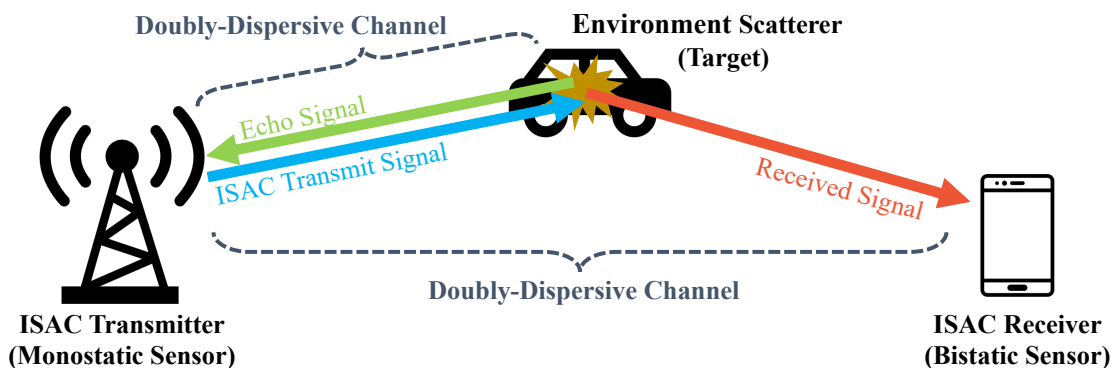 Doubly-Dispersive Channel
Environment Scatterer
(Target)
Echo Signal
ISAC Transmit Signal
Received Signal
Doubly-Dispersive Channel
ISAC Transmitter
(Monostatic Sensor)
ISAC Receiver
(Bistatic Sensor)